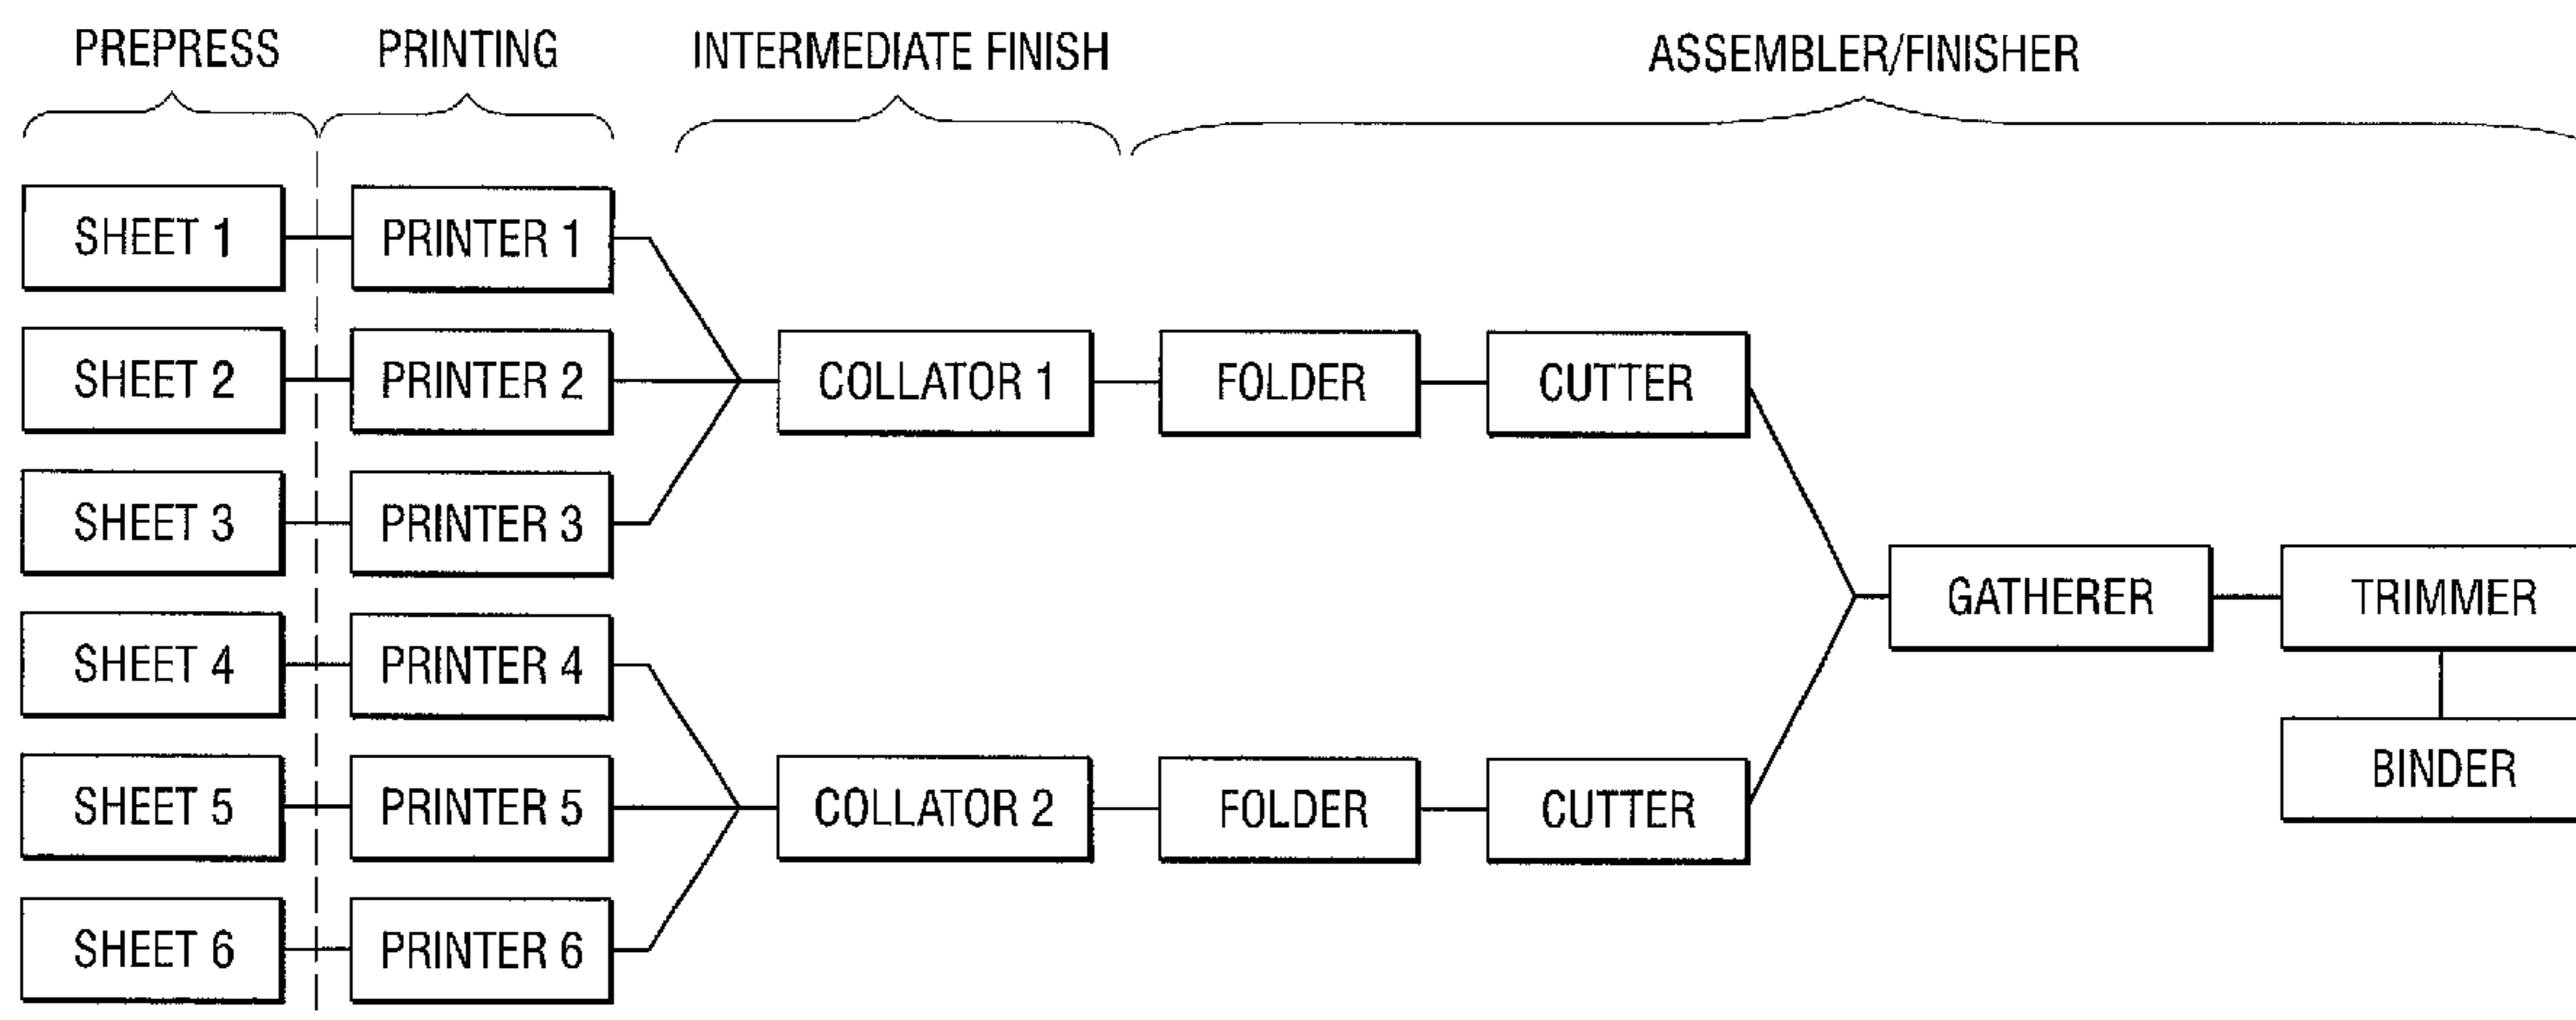 PREPRESS PRINTING INTERMEDIATE FINISH ASSEMBLER/FINISHER
SHEET 1 PRINTER 1
SHEET 2 PRINTER 2 COLLATOR 1 FOLDER CUTTER
SHEET 3 PRINTER 3
GATHERER TRIMMER
SHEET 4 PRINTER 4
BINDER
SHEET 5 PRINTER 5 COLLATOR 2 FOLDER CUTTER
SHEET 6 PRINTER 6